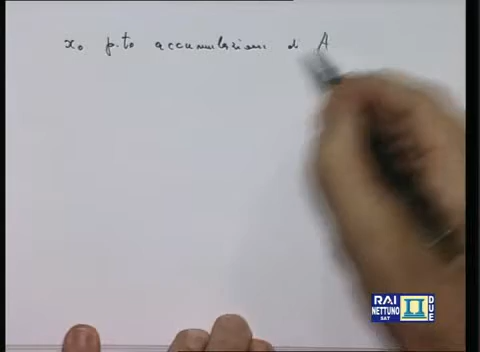 x₀ p.to accumulazione di A
RAI
NETTUNO
SAT
DUE